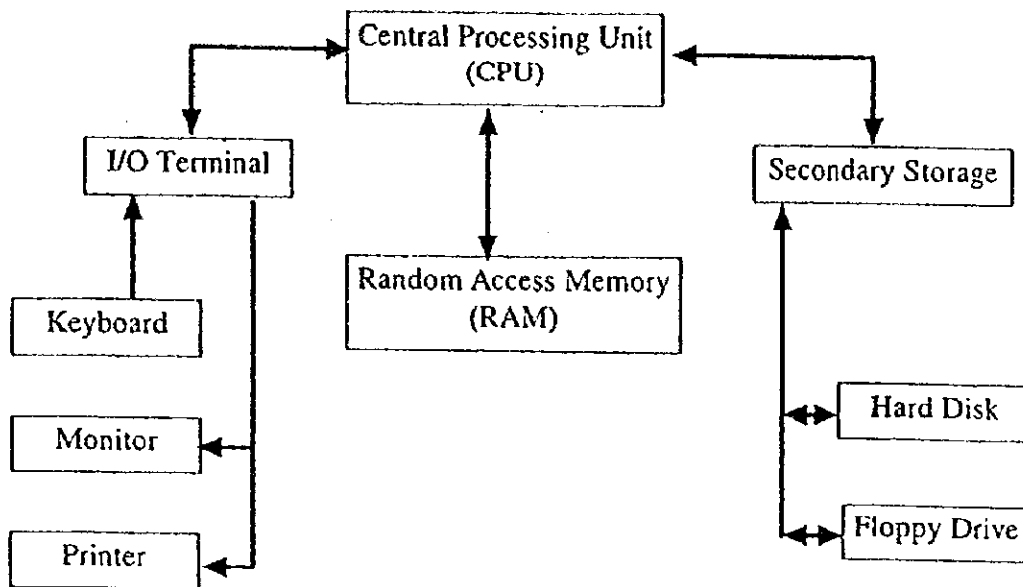 Central Processing Unit
(CPU)
I/O Terminal
Secondary Storage
Random Access Memory
(RAM)
Keyboard
Hard Disk
Monitor
Floppy Drive
Printer